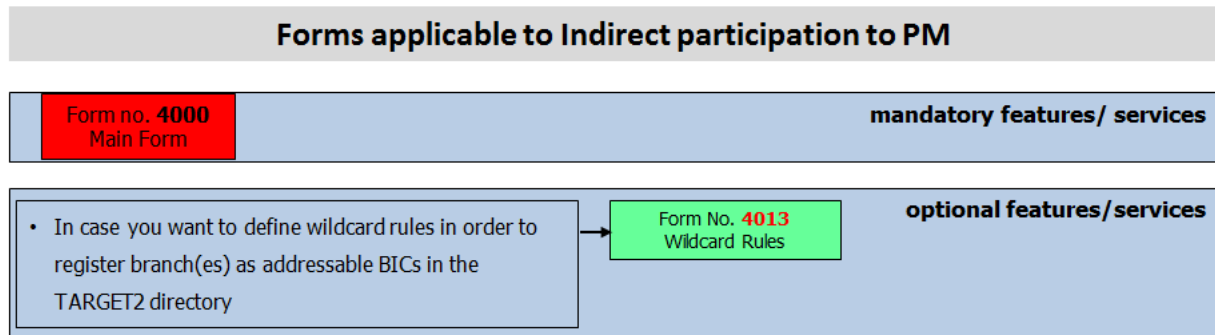 Forms applicable to Indirect participation to PM
Form no. 4000
Main Form
mandatory features/ services
• In case you want to define wildcard rules in order to
register branch(es) as addressable BICs in the
TARGET2 directory
Form No. 4013
Wildcard Rules
optional features/services